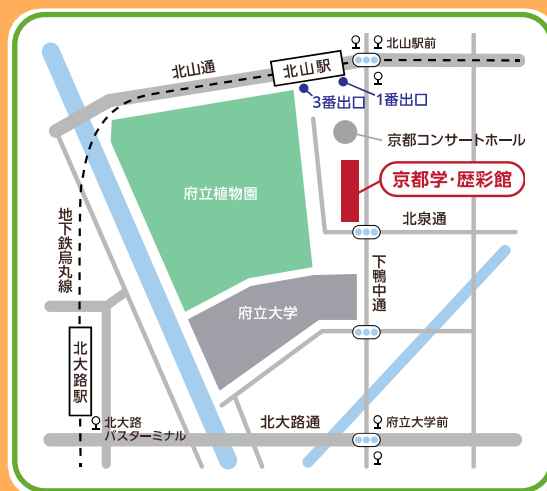 北山駅前
北山通
北山駅
3番出口
1番出口
京都コンサートホール
府立植物園
京都学・歴彩館
地下鉄烏丸線
北泉通
下鴨中通
府立大学
北大路駅
北大路
バスターミナル
北大路通
府立大学前